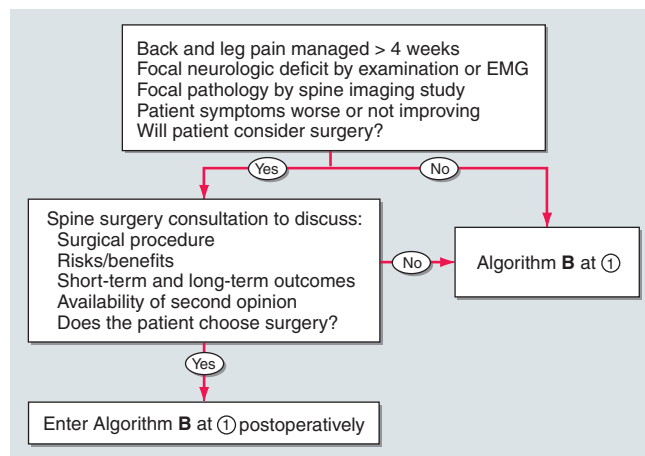 Back and leg pain managed > 4 weeks
Focal neurologic deficit by examination or EMG
Focal pathology by spine imaging study
Patient symptoms worse or not improving
Will patient consider surgery?
Yes
No
Spine surgery consultation to discuss:
Surgical procedure
Risks/benefits
Short-term and long-term outcomes
Availability of second opinion
Does the patient choose surgery?
No
Algorithm B at ①
Yes
Enter Algorithm B at ① postoperatively